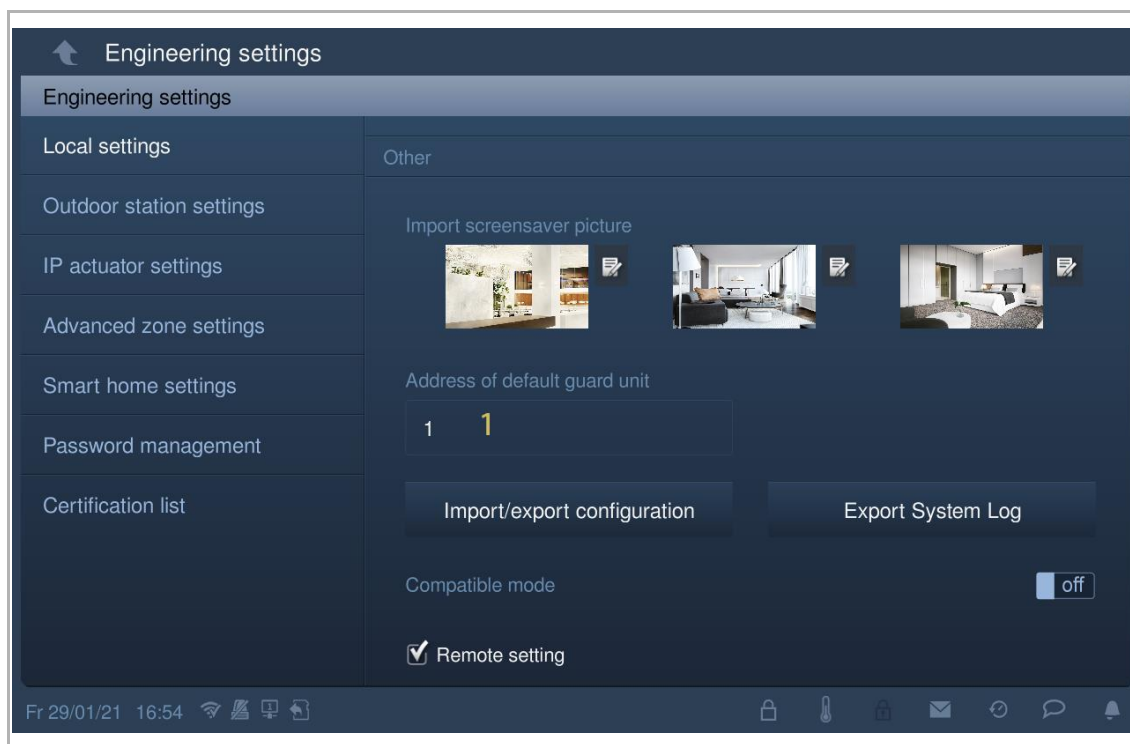 Engineering settings
Engineering settings
Local settings
Outdoor station settings
IP actuator settings
Advanced zone settings
Smart home settings
Password management
Certification list
Other
Import screensaver picture
Address of default guard unit
1 1
Import/export configuration Export System Log
Compatible mode off
Remote setting
Fr 29/01/21 16:54